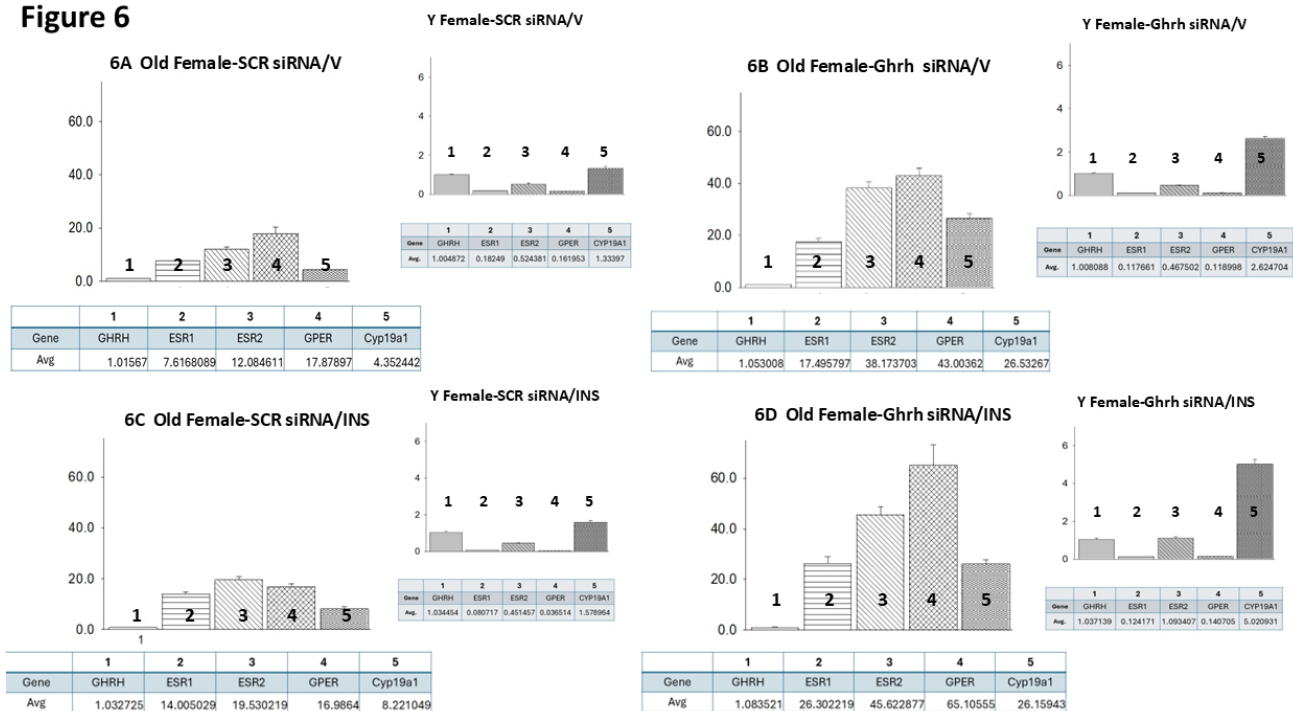 Figure 6
6A Old Female-SCR siRNA/V
60.0
40.0
20.0
0.0
1 2 3 4 5
1 2 3 4 5
Gene GHRH ESR1 ESR2 GPER Cyp19a1
Avg 1.01567 7.6168089 12.084611 17.87897 4.352442
Y Female-SCR siRNA/V
6
4
2
0
1 2 3 4 5
1 2 3 4 5
Gene GHRH ESR1 ESR2 GPER CYP19A1
Avg. 1.004872 0.18249 0.524381 0.161953 1.33397
6B Old Female-Ghrh siRNA/V
60.0
40.0
20.0
0.0
1 2 3 4 5
1 2 3 4 5
Gene GHRH ESR1 ESR2 GPER Cyp19a1
Avg 1.053008 17.495797 38.173703 43.00362 26.53267
Y Female-Ghrh siRNA/V
6
4
2
0
1 2 3 4 5
1 2 3 4 5
Gene GHRH ESR1 ESR2 GPER CYP19A1
Avg. 1.008088 0.117661 0.467502 0.118998 2.624704
6C Old Female-SCR siRNA/INS
60.0
40.0
20.0
0.0
1 2 3 4 5
1
1 2 3 4 5
Gene GHRH ESR1 ESR2 GPER Cyp19a1
Avg 1.032725 14.005029 19.530219 16.9864 8.221049
Y Female-SCR siRNA/INS
6
4
2
0
1 2 3 4 5
1 2 3 4 5
Gene GHRH ESR1 ESR2 GPER CYP19A1
Avg. 1.034454 0.080717 0.451457 0.036514 1.578964
6D Old Female-Ghrh siRNA/INS
60.0
40.0
20.0
0.0
1 2 3 4 5
1 2 3 4 5
Gene GHRH ESR1 ESR2 GPER Cyp19a1
Avg 1.083521 26.302219 45.622877 65.10555 26.15943
Y Female-Ghrh siRNA/INS
6
4
2
0
1 2 3 4 5
1 2 3 4 5
Gene GHRH ESR1 ESR2 GPER CYP19A1
Avg. 1.037139 0.124171 1.093407 0.140705 5.020931